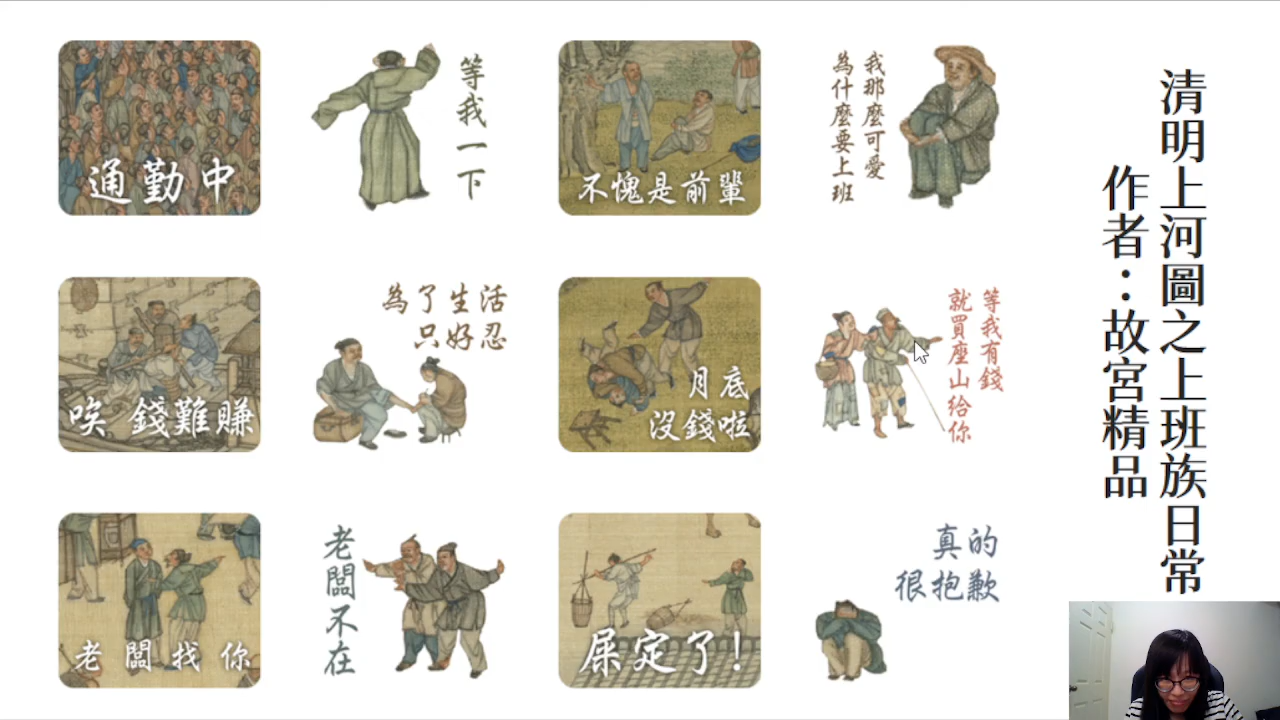 通勤中
等我一下
不愧是前輩
我那麼可愛
為什麼要上班
唉 錢難賺
為了生活
只好忍
月底
沒錢啦
等我有錢
就買座山給你
老闆找你
老闆不在
屎定了!
真的
很抱歉
清明上河圖之上班族日常
作者：故宮精品